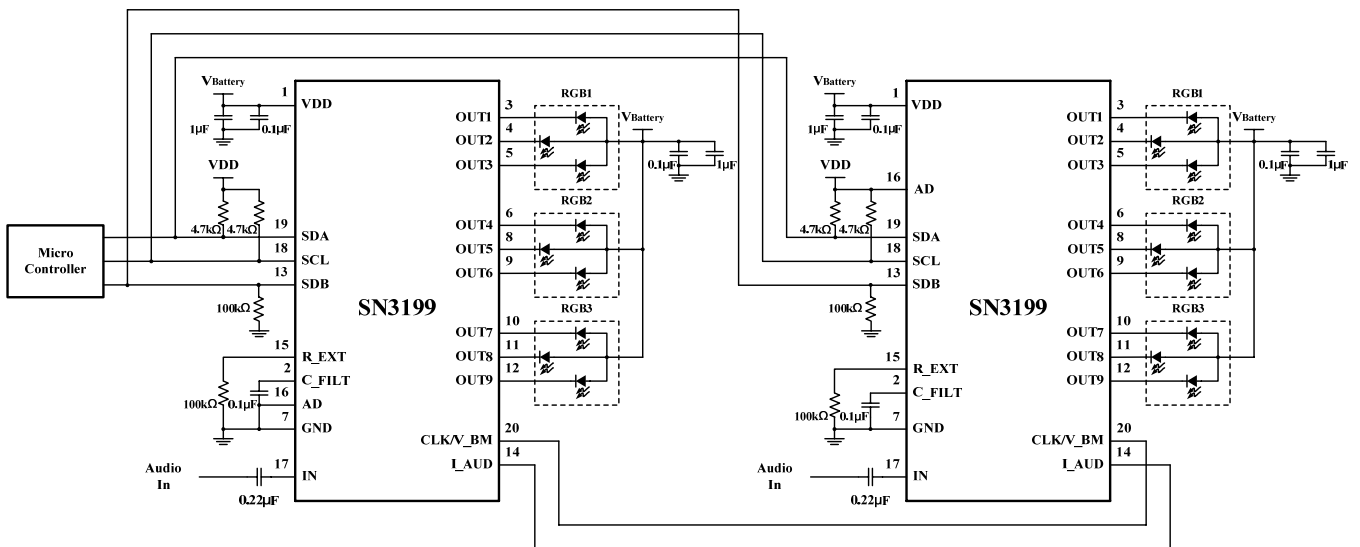 Micro
Controller
VBattery
1
VDD
1µF
0.1µF
VDD
4.7kΩ
4.7kΩ
19
SDA
18
SCL
13
SDB
100kΩ
SN3199
15
R_EXT
2
C_FILT
16
AD
100kΩ
0.1µF
7
GND
Audio
In
17
IN
0.22µF
3
OUT1
4
OUT2
5
OUT3
RGB1
VBattery
0.1µF
1µF
6
OUT4
8
OUT5
9
OUT6
RGB2
10
OUT7
11
OUT8
12
OUT9
RGB3
20
CLK/V_BM
14
I_AUD
VBattery
1
VDD
1µF
0.1µF
VDD
16
AD
4.7kΩ
4.7kΩ
19
SDA
18
SCL
13
SDB
100kΩ
SN3199
15
R_EXT
2
C_FILT
100kΩ
0.1µF
7
GND
Audio
In
17
IN
0.22µF
3
OUT1
4
OUT2
5
OUT3
RGB1
VBattery
0.1µF
1µF
6
OUT4
8
OUT5
9
OUT6
RGB2
10
OUT7
11
OUT8
12
OUT9
RGB3
20
CLK/V_BM
14
I_AUD